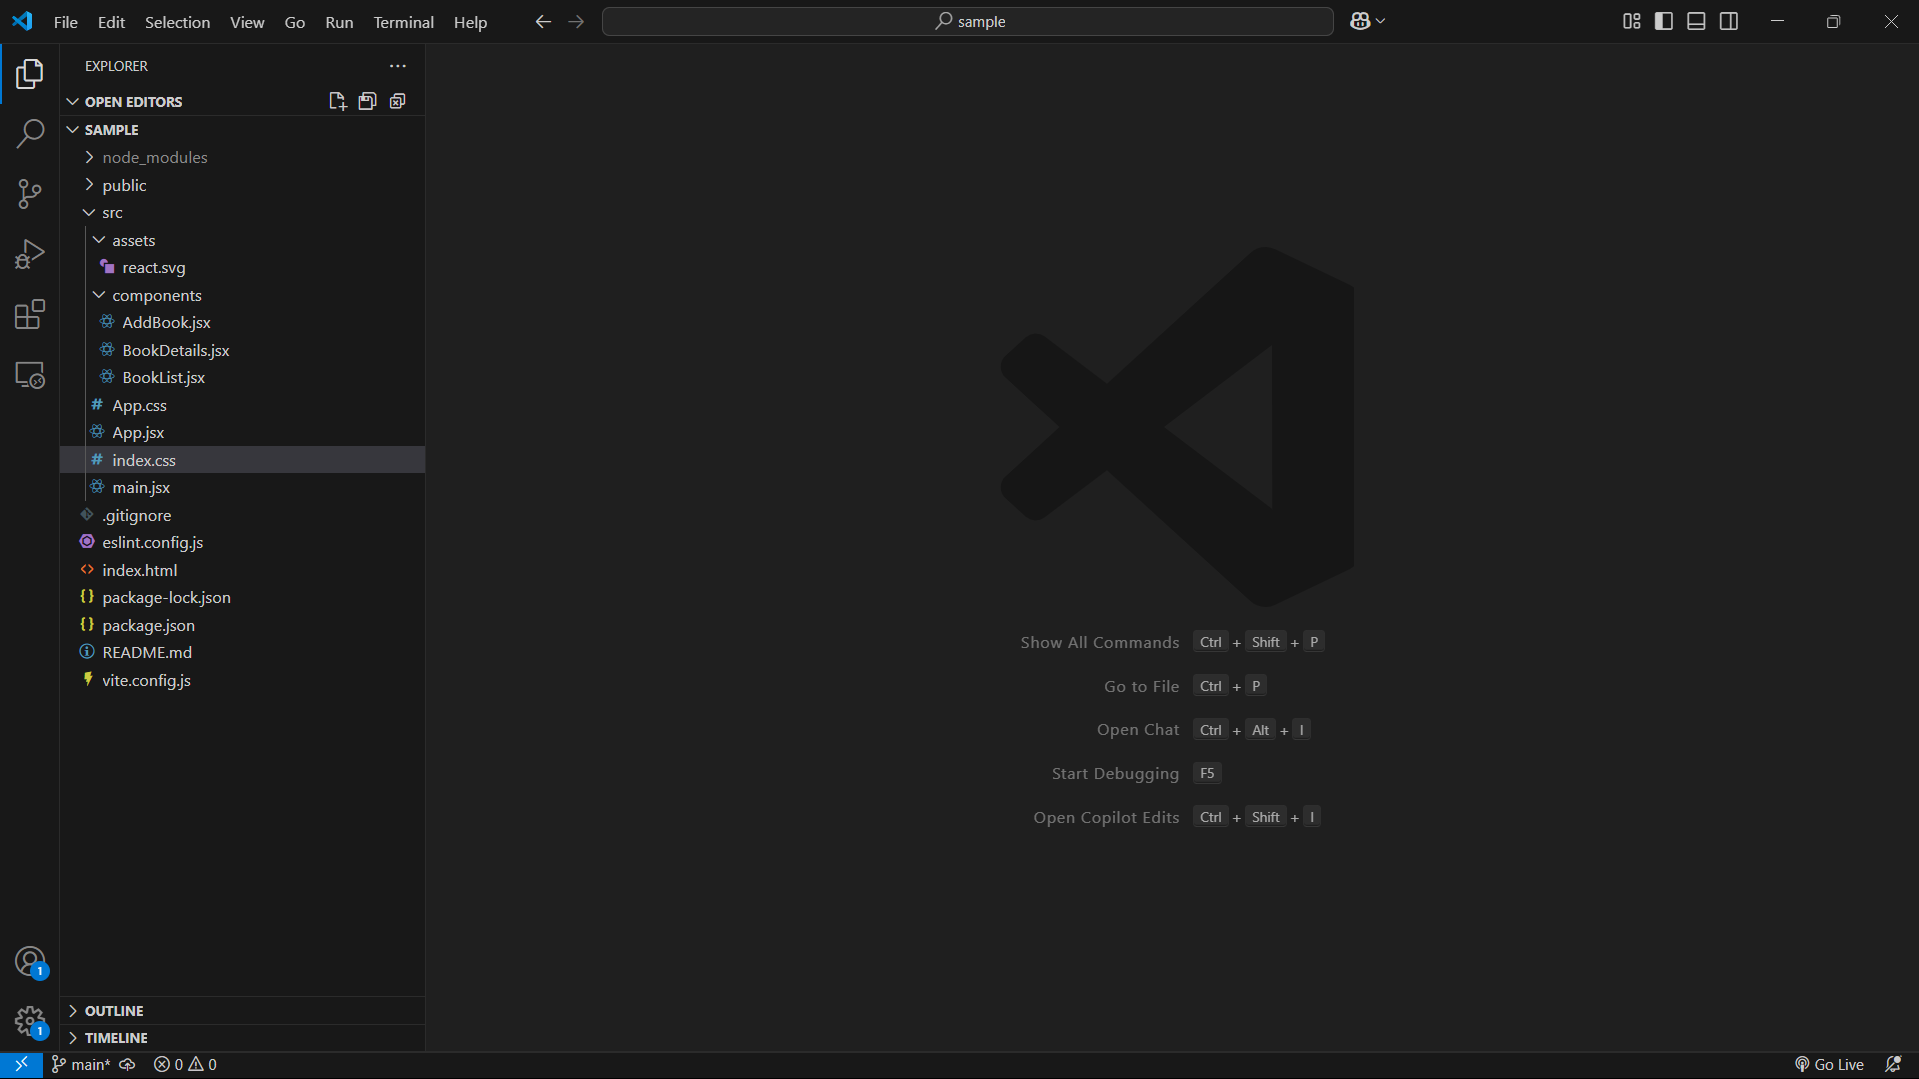 File Edit Selection View Go Run Terminal Help
sample
EXPLORER
OPEN EDITORS
SAMPLE
node_modules
public
src
assets
react.svg
components
AddBook.jsx
BookDetails.jsx
BookList.jsx
# App.css
App.jsx
# index.css
main.jsx
.gitignore
eslint.config.js
<> index.html
{} package-lock.json
{} package.json
README.md
vite.config.js
Show All Commands Ctrl + Shift + P
Go to File Ctrl + P
Open Chat Ctrl + Alt + I
Start Debugging F5
Open Copilot Edits Ctrl + Shift + I
1
1
OUTLINE
TIMELINE
main* 0 0 Go Live